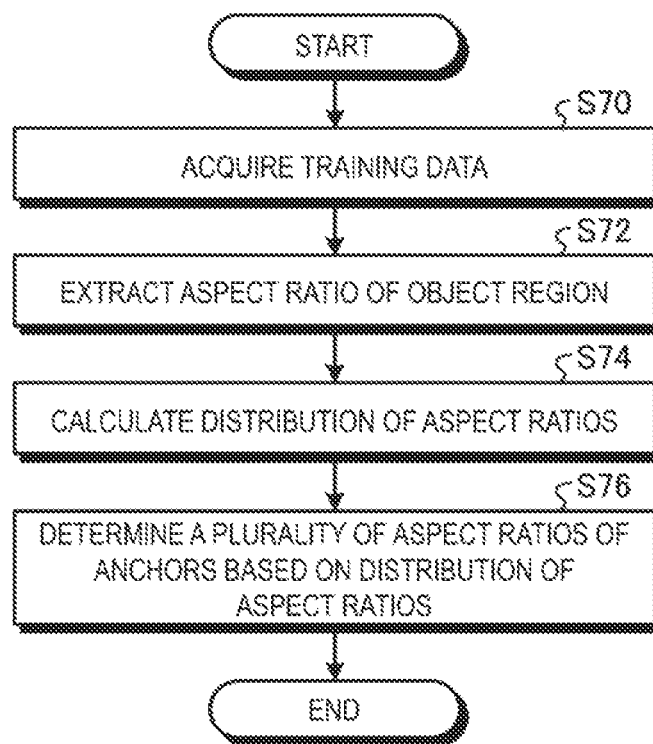 START
S70
ACQUIRE TRAINING DATA
S72
EXTRACT ASPECT RATIO OF OBJECT REGION
S74
CALCULATE DISTRIBUTION OF ASPECT RATIOS
S76
DETERMINE A PLURALITY OF ASPECT RATIOS OF
ANCHORS BASED ON DISTRIBUTION OF
ASPECT RATIOS
END